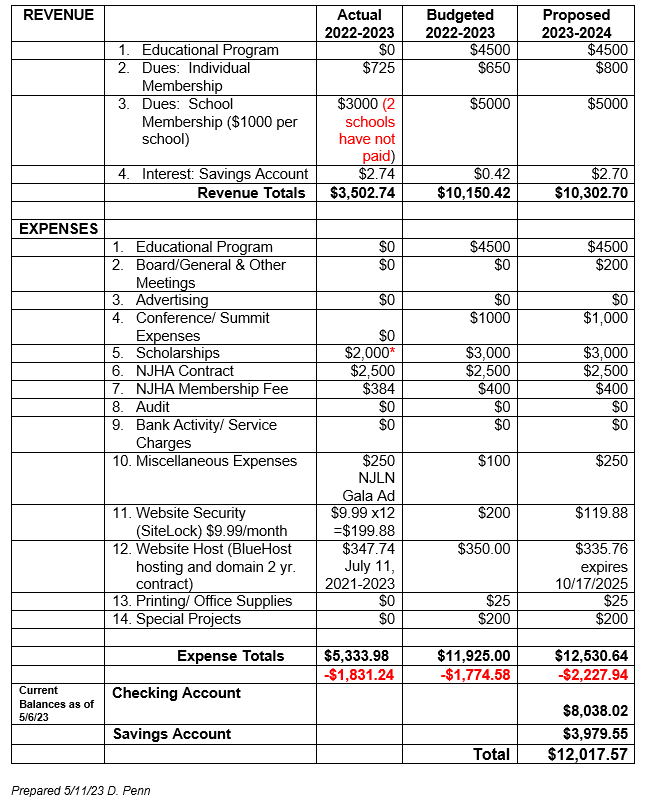 REVENUE Actual 2022-2023 Budgeted 2022-2023 Proposed 2023-2024
1. Educational Program $0 $4500 $4500
2. Dues: Individual Membership $725 $650 $800
3. Dues: School Membership ($1000 per school) $3000 (2 schools have not paid) $5000 $5000
4. Interest: Savings Account $2.74 $0.42 $2.70
Revenue Totals $3,502.74 $10,150.42 $10,302.70
EXPENSES
1. Educational Program $0 $4500 $4500
2. Board/General & Other Meetings $0 $0 $200
3. Advertising $0 $0 $0
4. Conference/ Summit Expenses $0 $1000 $1,000
5. Scholarships $2,000* $3,000 $3,000
6. NJHA Contract $2,500 $2,500 $2,500
7. NJHA Membership Fee $384 $400 $400
8. Audit $0 $0 $0
9. Bank Activity/ Service Charges $0 $0 $0
10. Miscellaneous Expenses $250 NJLN Gala Ad $100 $250
11. Website Security (SiteLock) $9.99/month $9.99 x12 =$199.88 $200 $119.88
12. Website Host (BlueHost hosting and domain 2 yr. contract) $347.74 July 11, 2021-2023 $350.00 $335.76 expires 10/17/2025
13. Printing/ Office Supplies $0 $25 $25
14. Special Projects $0 $200 $200
Expense Totals $5,333.98 $11,925.00 $12,530.64
-$1,831.24 -$1,774.58 -$2,227.94
Current Balances as of 5/6/23 Checking Account $8,038.02
Savings Account $3,979.55
Total $12,017.57
Prepared 5/11/23 D. Penn